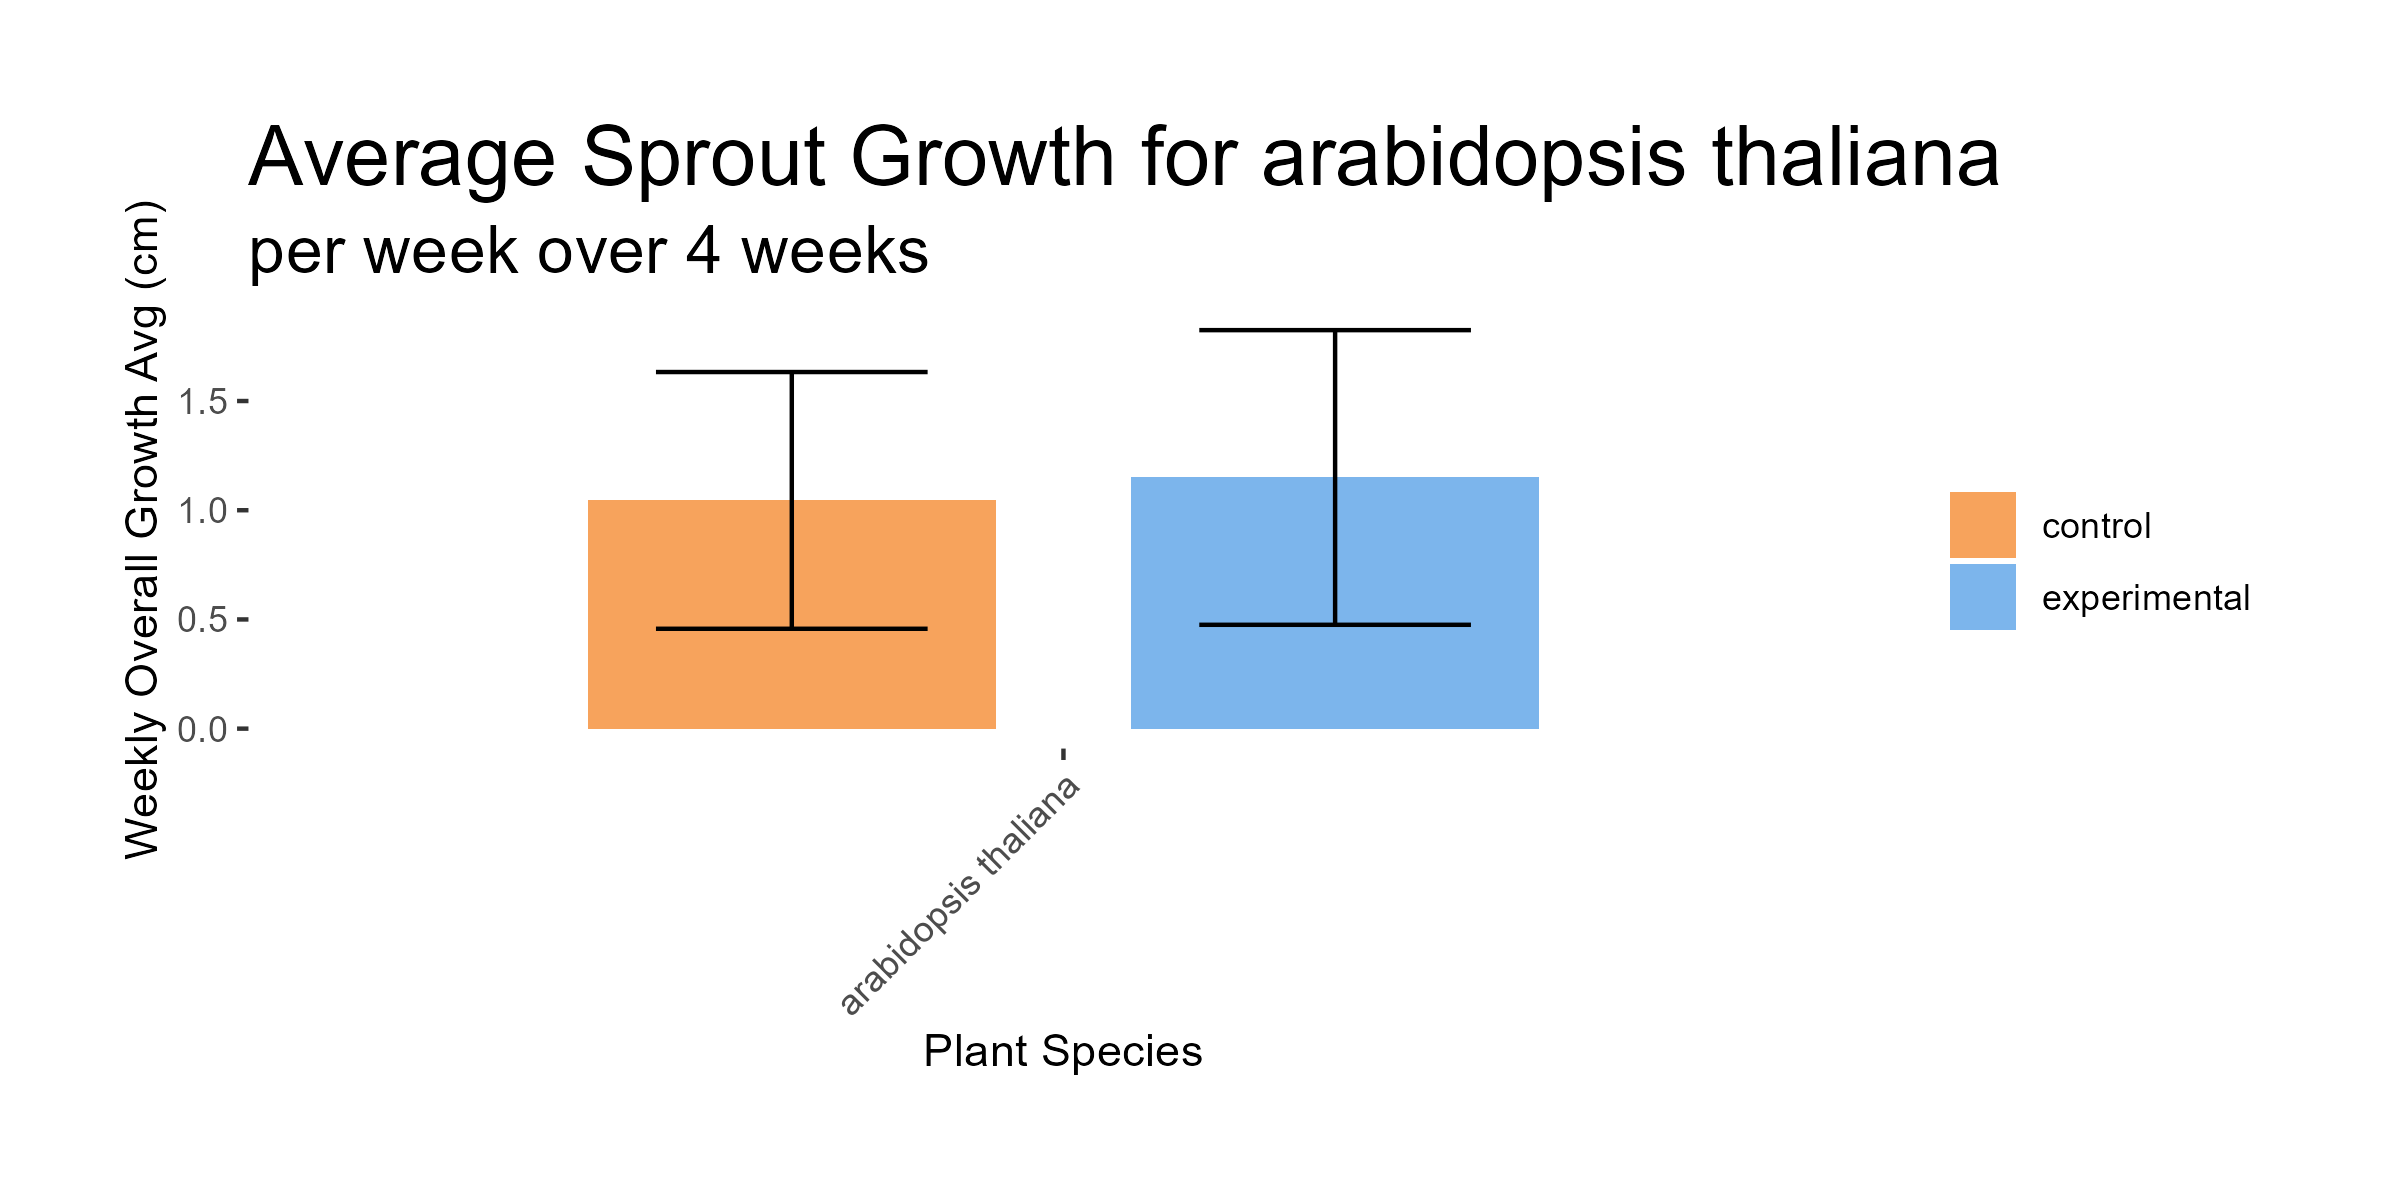 Average Sprout Growth for arabidopsis thaliana
per week over 4 weeks
Weekly Overall Growth Avg (cm)
1.5
1.0
0.5
0.0
control
experimental
arabidopsis thaliana
Plant Species